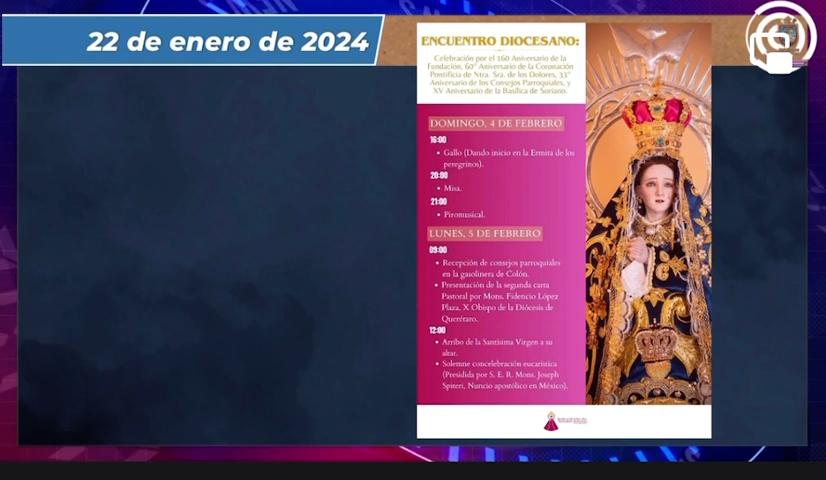 22 de enero de 2024
ENCUENTRO DIOCESANO:
Celebración por el 160 Aniversario de la
Fundación, 60° Aniversario de la Coronación
Pontificia de Ntra. Sra. de los Dolores, 33°
Aniversario de los Consejos Parroquiales, y
XV Aniversario de la Basílica de Soriano.
DOMINGO, 4 DE FEBRERO
16:00
• Gallo (Dando inicio en la Ermita de los
peregrinos).
20:00
• Misa.
21:00
• Piromusical.
LUNES, 5 DE FEBRERO
09:00
• Recepción de consejos parroquiales
en la gasolinera de Colón.
• Presentación de la segunda carta
Pastoral por Mons. Fidencio López
Plaza, X Obispo de la Diócesis de
Querétaro.
12:00
• Arribo de la Santísima Virgen a su
altar.
• Solemne concelebración eucarística
(Presidida por S. E. R. Mons. Joseph
Spiteri, Nuncio apostólico en México).